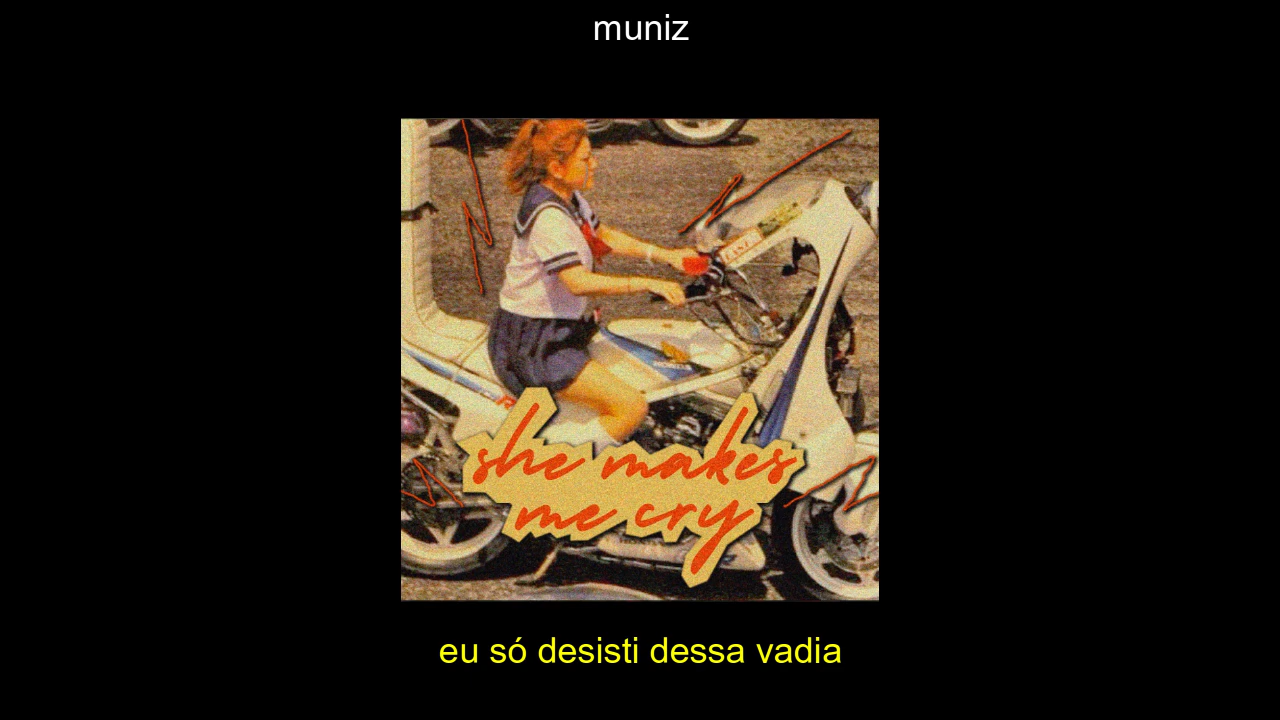 muniz
she makes
me cry
eu só desisti dessa vadia